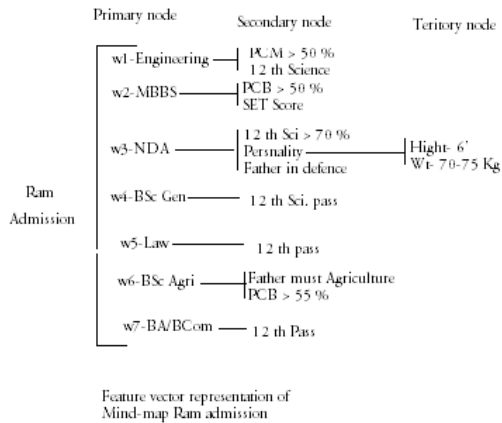 Primary node
Secondary node
Teritory node
w1-Engineering
PCM > 50 %
12 th Science
w2-MBBS
PCB > 50 %
SET Score
w3-NDA
12 th Sci > 70 %
Persnality
Father in defence
Hight- 6'
Wt- 70-75 Kg
Ram
Admission
w4-BSc Gen
12 th Sci. pass
w5-Law
12 th pass
w6-BSc Agri
Father must Agriculture
PCB > 55 %
w7-BA/BCom
12 th Pass
Feature vector representation of
Mind-map Ram admission